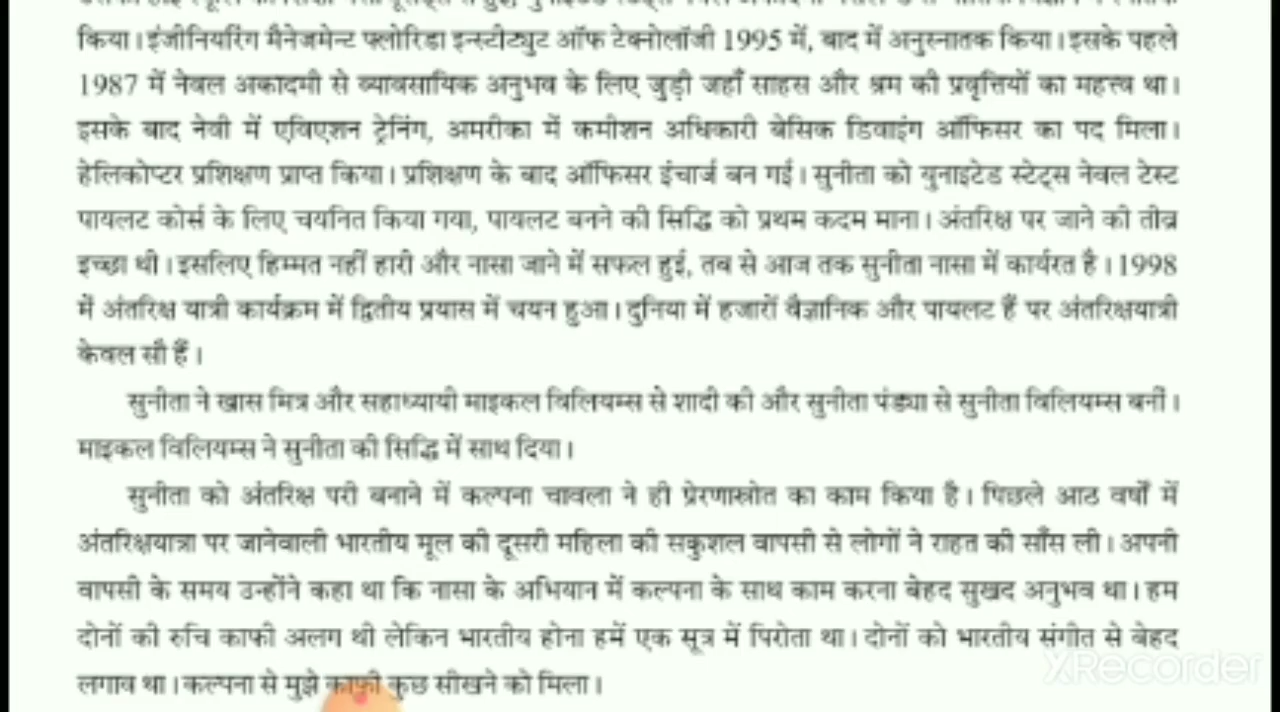 किया। इंजीनियरिंग मैनेजमेन्ट फ्लोरिडा इन्स्टीट्युट ऑफ टेक्नोलॉजी 1995 में, बाद में अनुस्नातक किया। इसके पहले
1987 में नेवल अकादमी से व्यावसायिक अनुभव के लिए जुड़ी जहाँ साहस और श्रम की प्रवृत्तियों का महत्त्व था।
इसके बाद नेवी में एविएशन ट्रेनिंग, अमरीका में कमीशन अधिकारी बेसिक डिवाइंग ऑफिसर का पद मिला।
हेलिकोप्टर प्रशिक्षण प्राप्त किया। प्रशिक्षण के बाद ऑफिसर इंचार्ज बन गई। सुनीता को युनाइटेड स्टेट्स नेवल टेस्ट
पायलट कोर्स के लिए चयनित किया गया, पायलट बनने की सिद्धि को प्रथम कदम माना। अंतरिक्ष पर जाने की तीव्र
इच्छा थी। इसलिए हिम्मत नहीं हारी और नासा जाने में सफल हुई, तब से आज तक सुनीता नासा में कार्यरत है। 1998
में अंतरिक्ष यात्री कार्यक्रम में द्वितीय प्रयास में चयन हुआ। दुनिया में हजारों वैज्ञानिक और पायलट हैं पर अंतरिक्षयात्री
केवल सौ हैं।
सुनीता ने खास मित्र और सहाध्यायी माइकल विलियम्स से शादी की और सुनीता पंड्या से सुनीता विलियम्स बनीं।
माइकल विलियम्स ने सुनीता की सिद्धि में साथ दिया।
सुनीता को अंतरिक्ष परी बनाने में कल्पना चावला ने ही प्रेरणास्रोत का काम किया है। पिछले आठ वर्षों में
अंतरिक्षयात्रा पर जानेवाली भारतीय मूल की दूसरी महिला की सकुशल वापसी से लोगों ने राहत की साँस ली। अपनी
वापसी के समय उन्होंने कहा था कि नासा के अभियान में कल्पना के साथ काम करना बेहद सुखद अनुभव था। हम
दोनों की रुचि काफी अलग थी लेकिन भारतीय होना हमें एक सूत्र में पिरोता था। दोनों को भारतीय संगीत से बेहद
लगाव था। कल्पना से मुझे काफी कुछ सीखने को मिला।
XRecorder